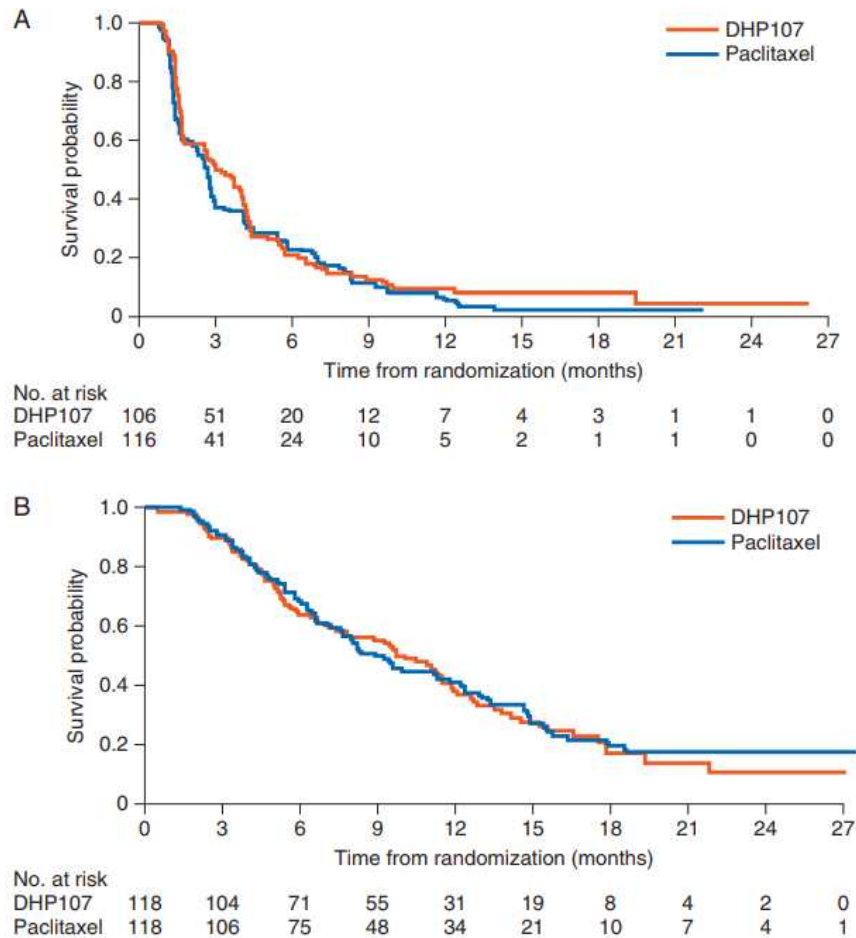 A
DHP107
Paclitaxel
Survival probability
1.0
0.8
0.6
0.4
0.2
0
0 3 6 9 12 15 18 21 24 27
Time from randomization (months)
No. at risk
DHP107 106 51 20 12 7 4 3 1 1 0
Paclitaxel 116 41 24 10 5 2 1 1 0 0
B
DHP107
Paclitaxel
Survival probability
1.0
0.8
0.6
0.4
0.2
0
0 3 6 9 12 15 18 21 24 27
Time from randomization (months)
No. at risk
DHP107 118 104 71 55 31 19 8 4 2 0
Paclitaxel 118 106 75 48 34 21 10 7 4 1